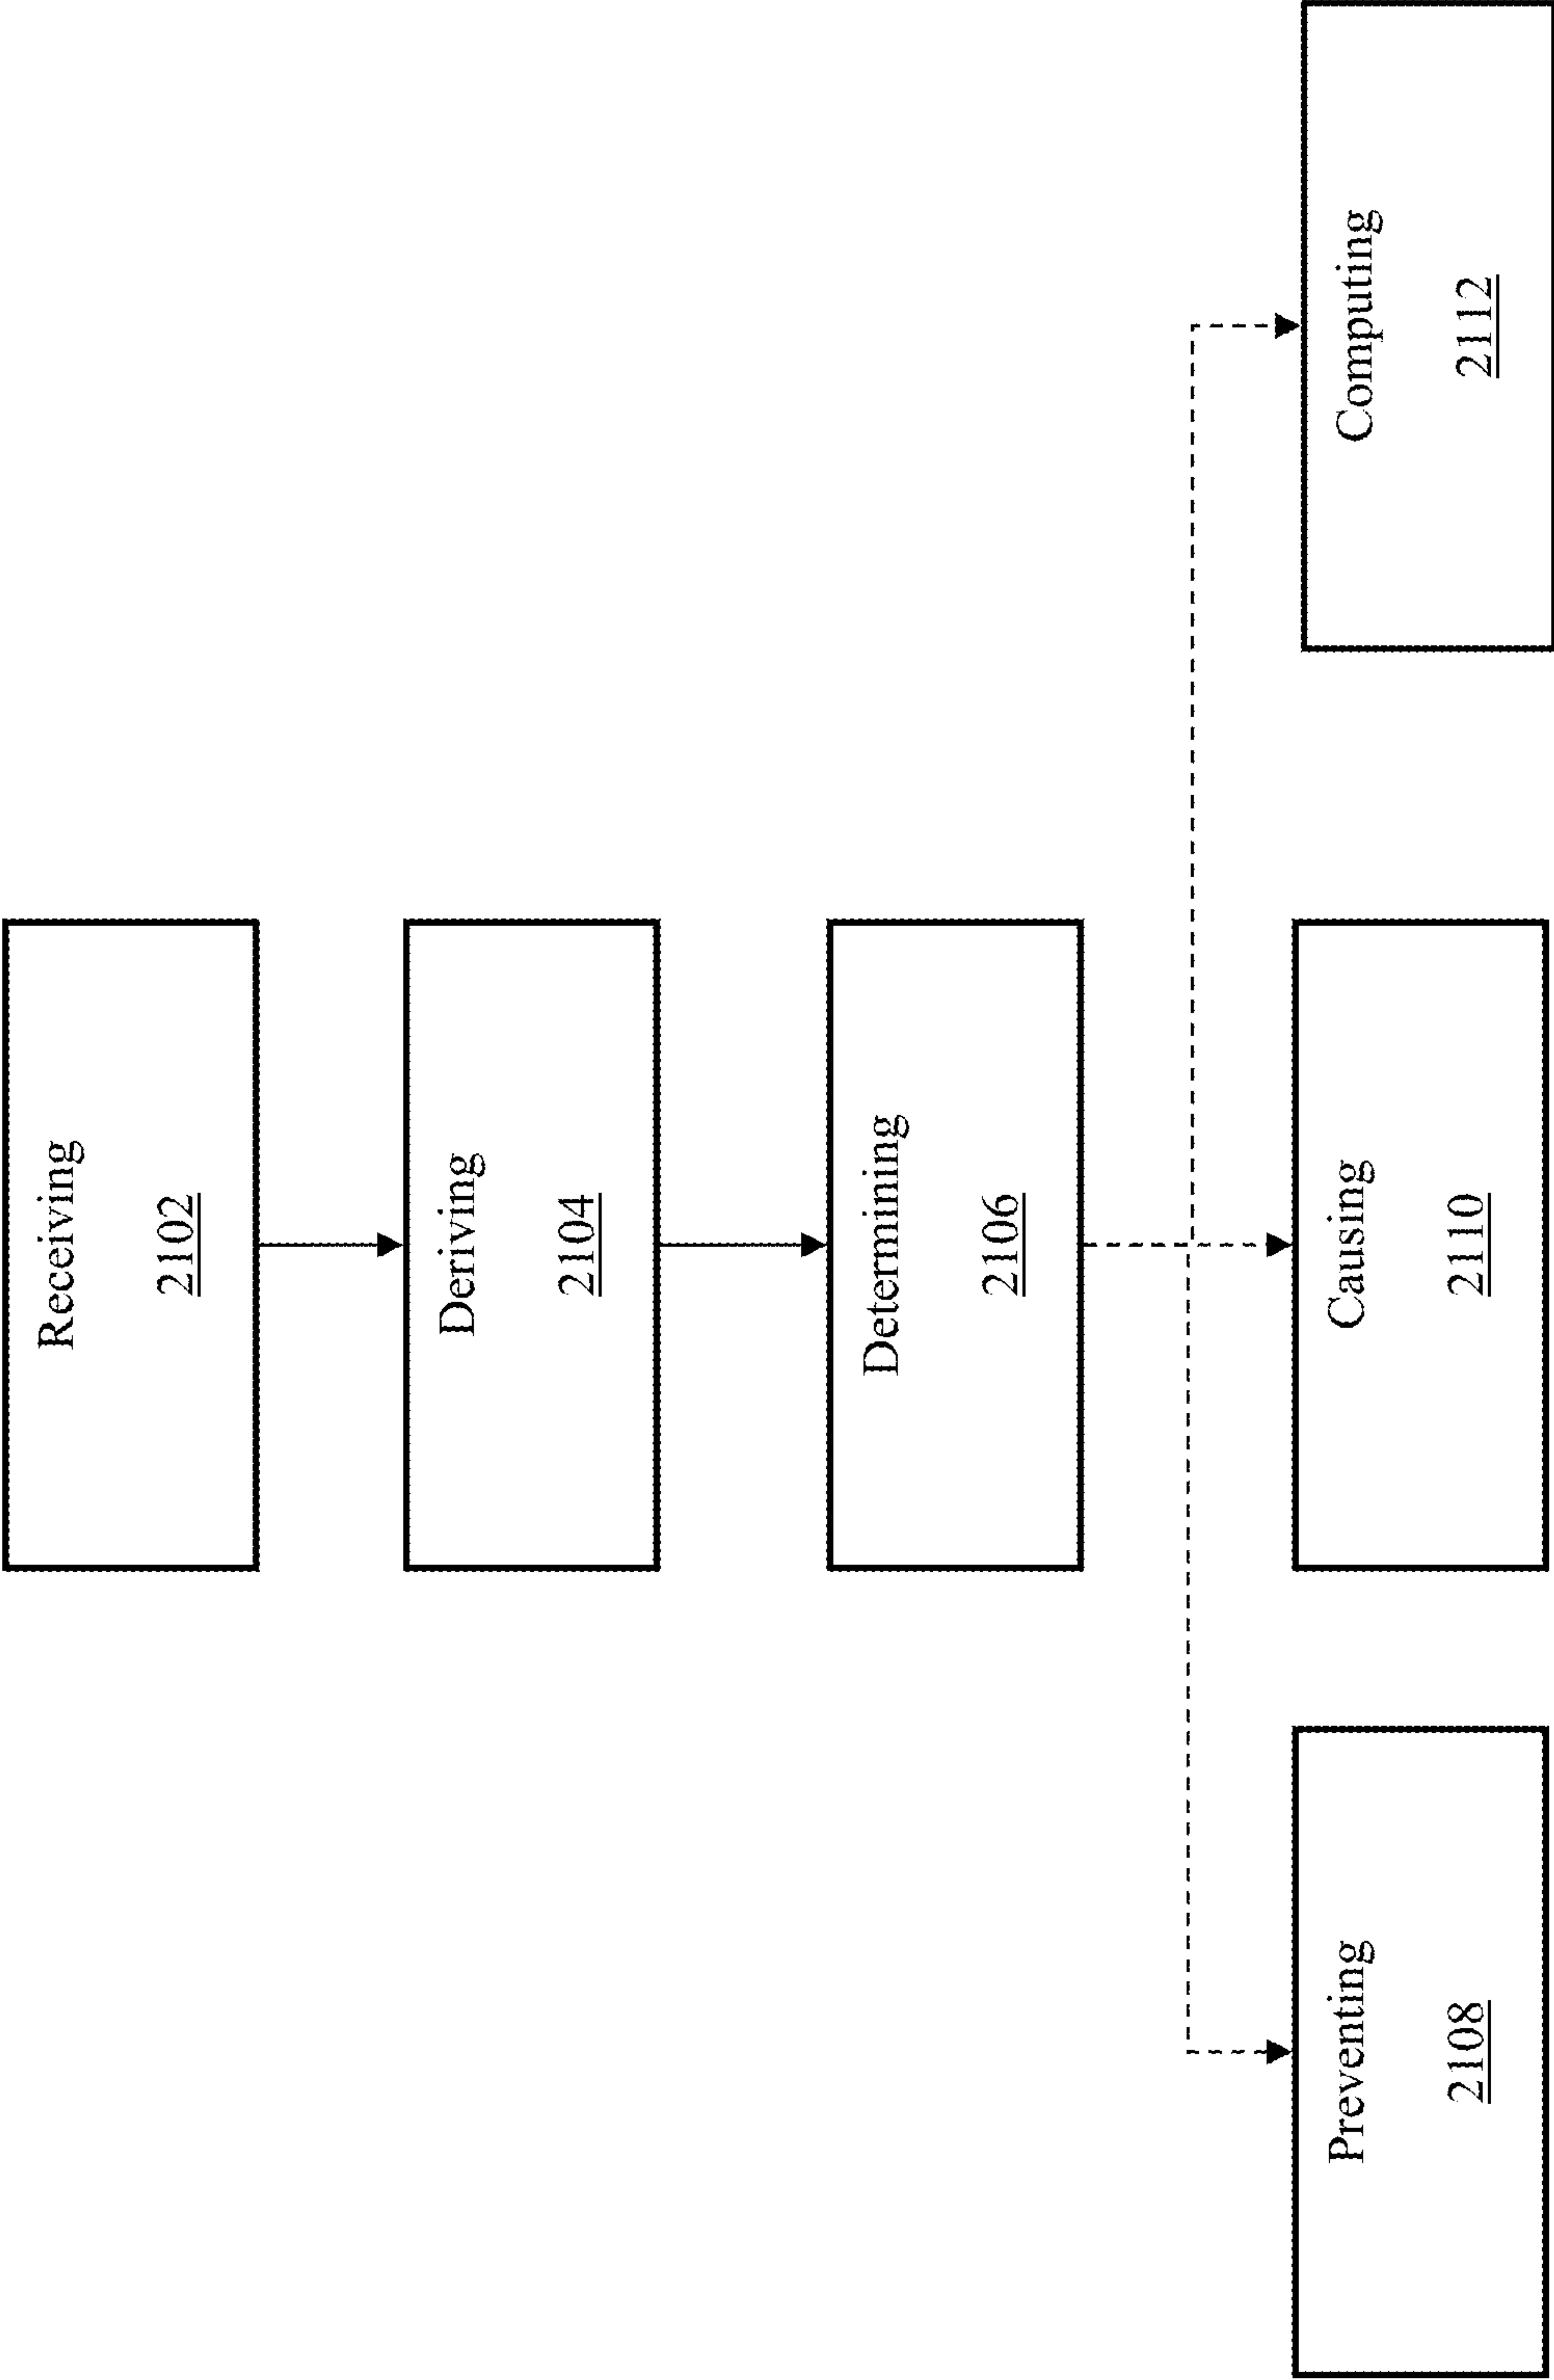 Receiving
2102
Deriving
2104
Determining
2106
Preventing
2108
Causing
2110
Computing
2112